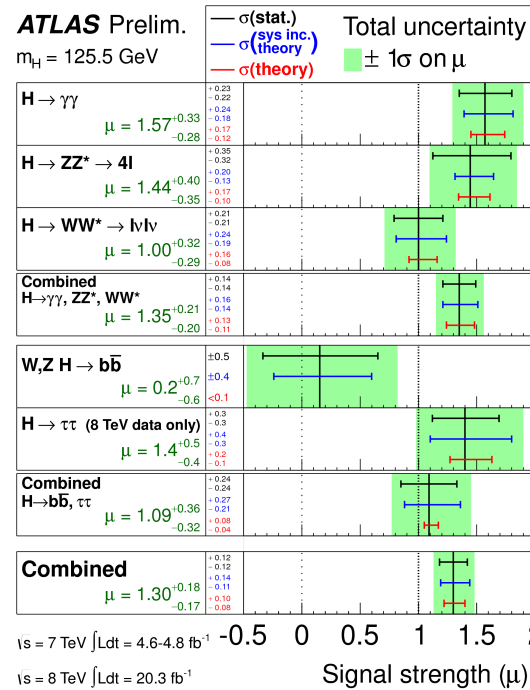 ATLAS Prelim.
m_H = 125.5 GeV
σ(stat.)
σ(sys inc. theory)
σ(theory)
Total uncertainty
± 1σ on μ
H → γγ
μ = 1.57 +0.33 -0.28
+ 0.23
- 0.22
+ 0.24
- 0.18
+ 0.17
- 0.12
H → ZZ* → 4l
μ = 1.44 +0.40 -0.35
+ 0.35
- 0.32
+ 0.20
- 0.13
+ 0.17
- 0.10
H → WW* → lνlν
μ = 1.00 +0.32 -0.29
+ 0.21
- 0.21
+ 0.24
- 0.19
+ 0.16
- 0.08
Combined
H→γγ, ZZ*, WW*
μ = 1.35 +0.21 -0.20
+ 0.14
- 0.14
+ 0.16
- 0.14
+ 0.13
- 0.11
W,Z H → bb̅
μ = 0.2 +0.7 -0.6
±0.5
±0.4
<0.1
H → ττ (8 TeV data only)
μ = 1.4 +0.5 -0.4
+ 0.3
- 0.3
+ 0.4
- 0.3
+ 0.2
- 0.1
Combined
H→bb̅, ττ
μ = 1.09 +0.36 -0.32
+ 0.24
- 0.24
+ 0.27
- 0.21
+ 0.08
- 0.04
Combined
μ = 1.30 +0.18 -0.17
+ 0.12
- 0.12
+ 0.14
- 0.11
+ 0.10
- 0.08
√s = 7 TeV ∫Ldt = 4.6-4.8 fb⁻¹
√s = 8 TeV ∫Ldt = 20.3 fb⁻¹
-0.5 0 0.5 1 1.5 2
Signal strength (μ)